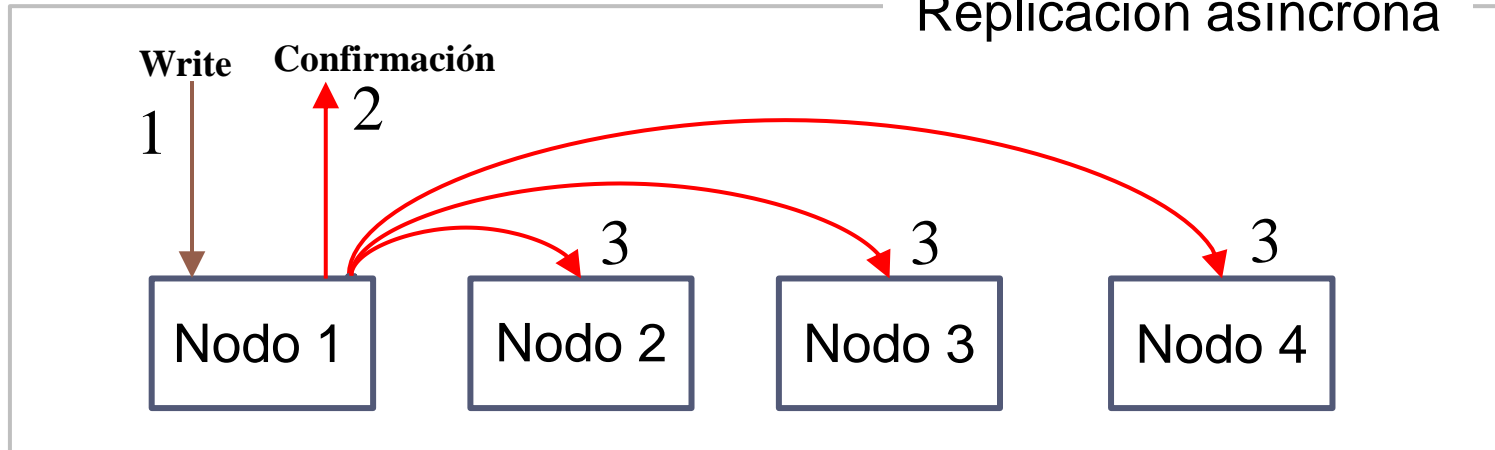 Replicación asíncrona
Write Confirmación
1 2
3 3 3
Nodo 1 Nodo 2 Nodo 3 Nodo 4